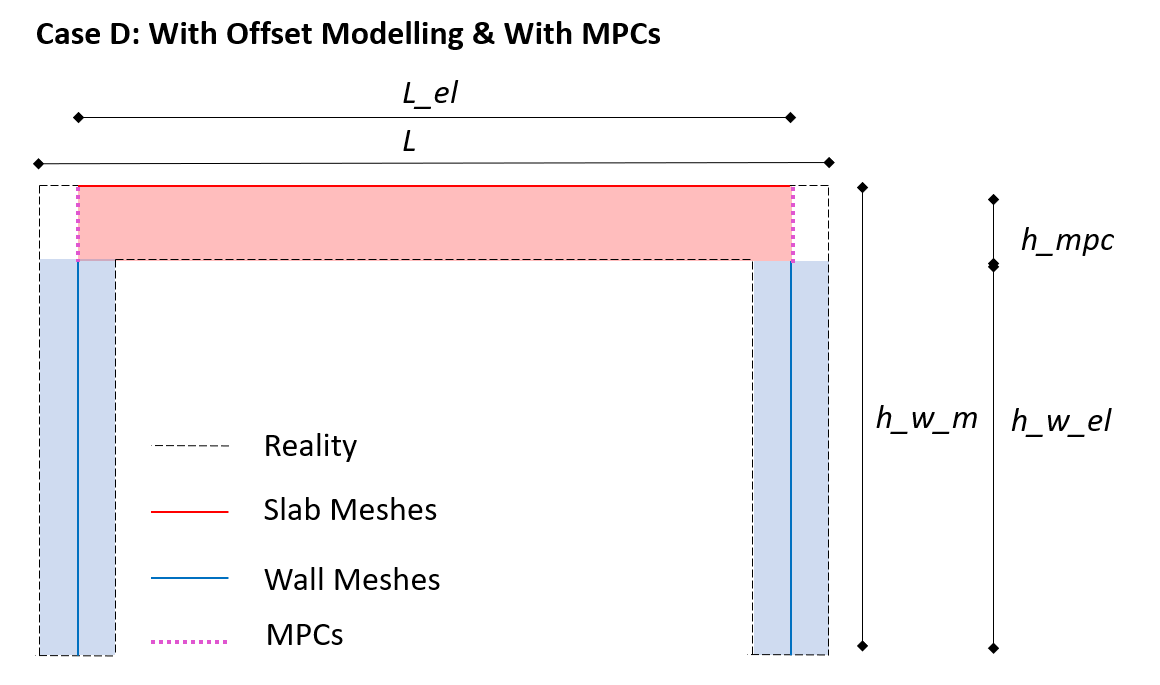 Case D: With Offset Modelling & With MPCs
L_el
L
h_mpc
h_w_m
h_w_el
Reality
Slab Meshes
Wall Meshes
MPCs